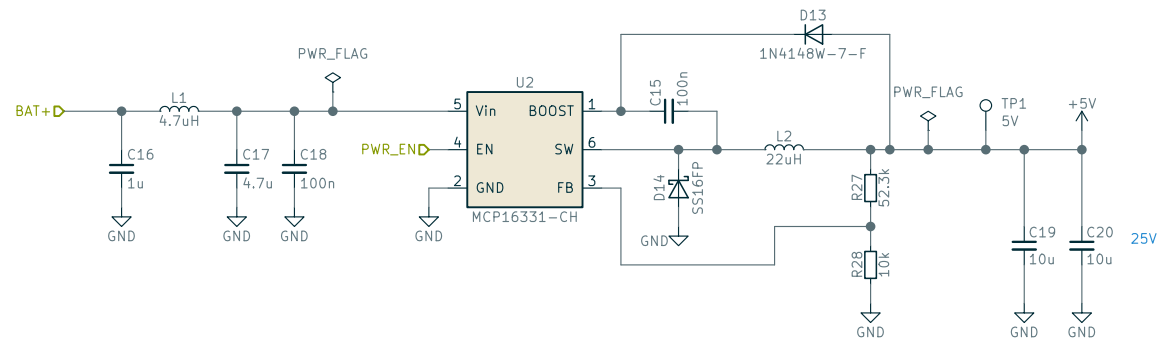 D13
1N4148W-7-F
PWR_FLAG
U2
C15
100n
PWR_FLAG
TP1
5V
+5V
BAT+
L1
4.7uH
5
Vin
BOOST
1
PWR_EN
4
EN
SW
6
L2
22uH
C16
1u
C17
4.7u
C18
100n
2
GND
FB
3
D14
SS16FP
R27
52.3k
MCP16331-CH
GND
GND
GND
GND
GND
R28
10k
C19
10u
C20
10u
25V
GND
GND
GND